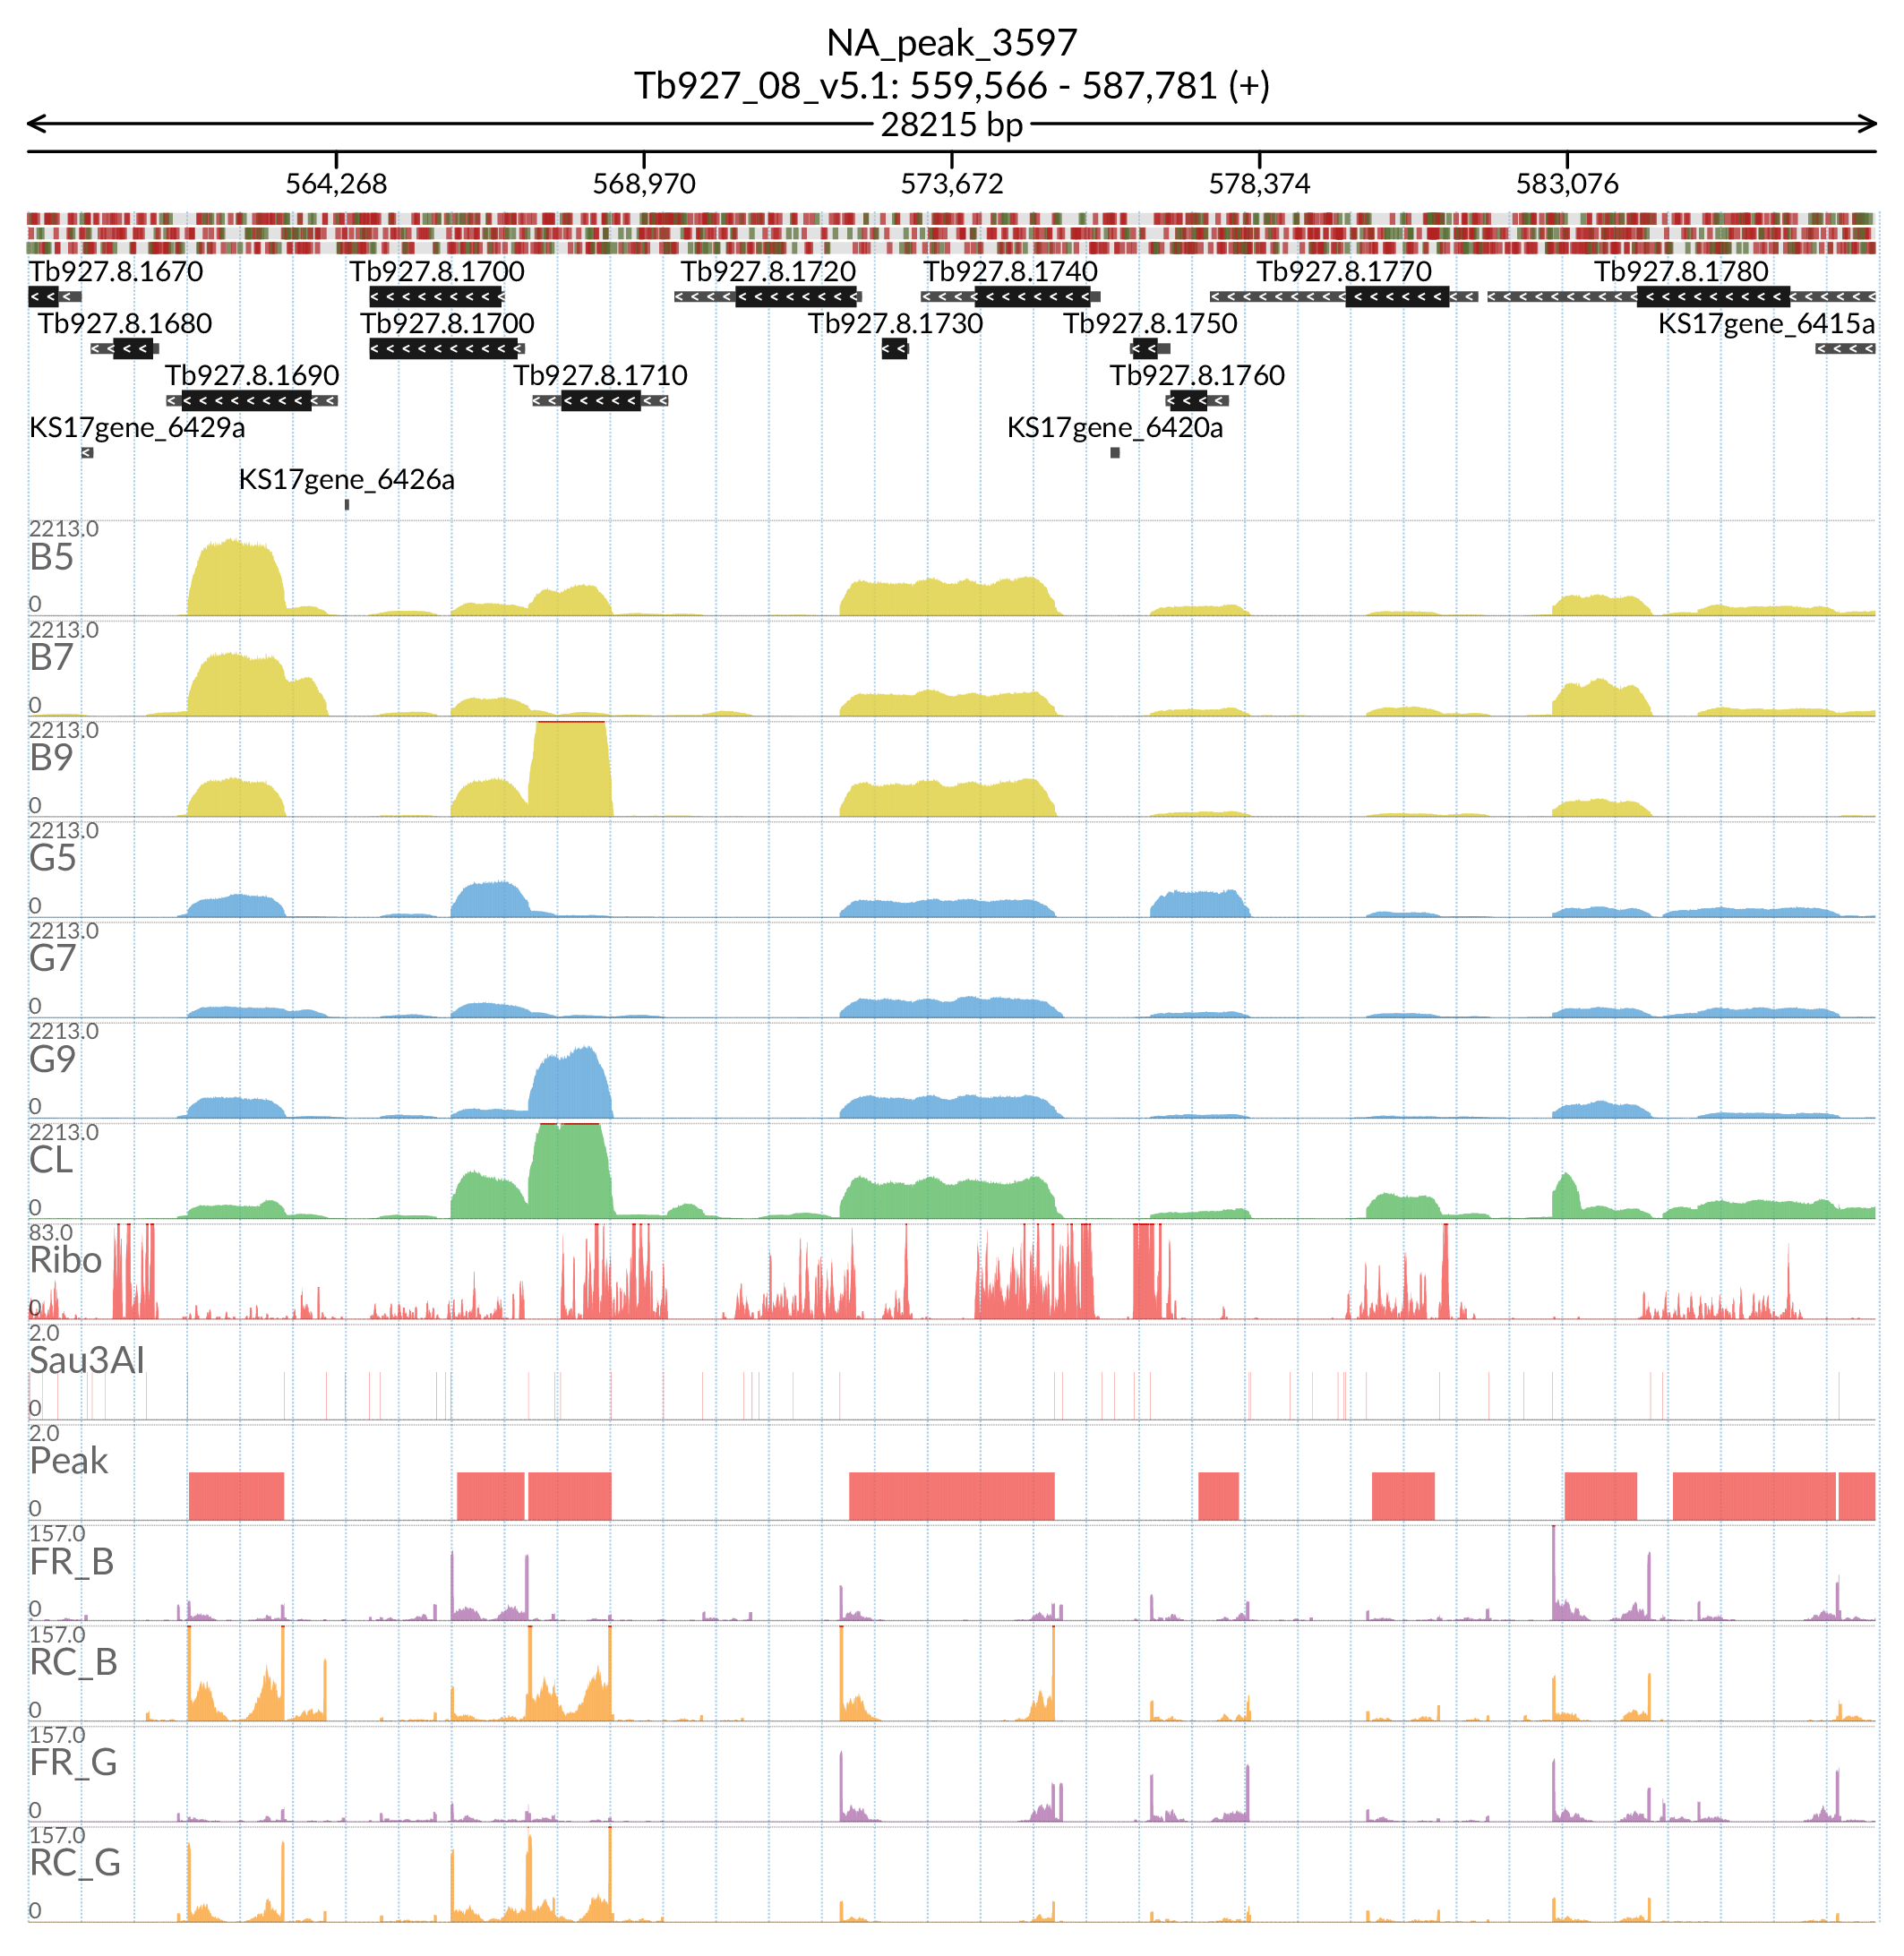 NA_peak_3597
Tb927_08_v5.1: 559,566 - 587,781 (+)
28215 bp
564,268 568,970 573,672 578,374 583,076
Tb927.8.1670 Tb927.8.1700 Tb927.8.1720 Tb927.8.1740 Tb927.8.1770 Tb927.8.1780
Tb927.8.1680 Tb927.8.1700 Tb927.8.1730 Tb927.8.1750 KS17gene_6415a
Tb927.8.1690 Tb927.8.1710 Tb927.8.1760
KS17gene_6429a KS17gene_6420a
KS17gene_6426a
2213.0
B5
0
2213.0
B7
0
2213.0
B9
0
2213.0
G5
0
2213.0
G7
0
2213.0
G9
0
2213.0
CL
0
83.0
Ribo
0
2.0
Sau3AI
0
2.0
Peak
0
157.0
FR_B
0
157.0
RC_B
0
157.0
FR_G
0
157.0
RC_G
0